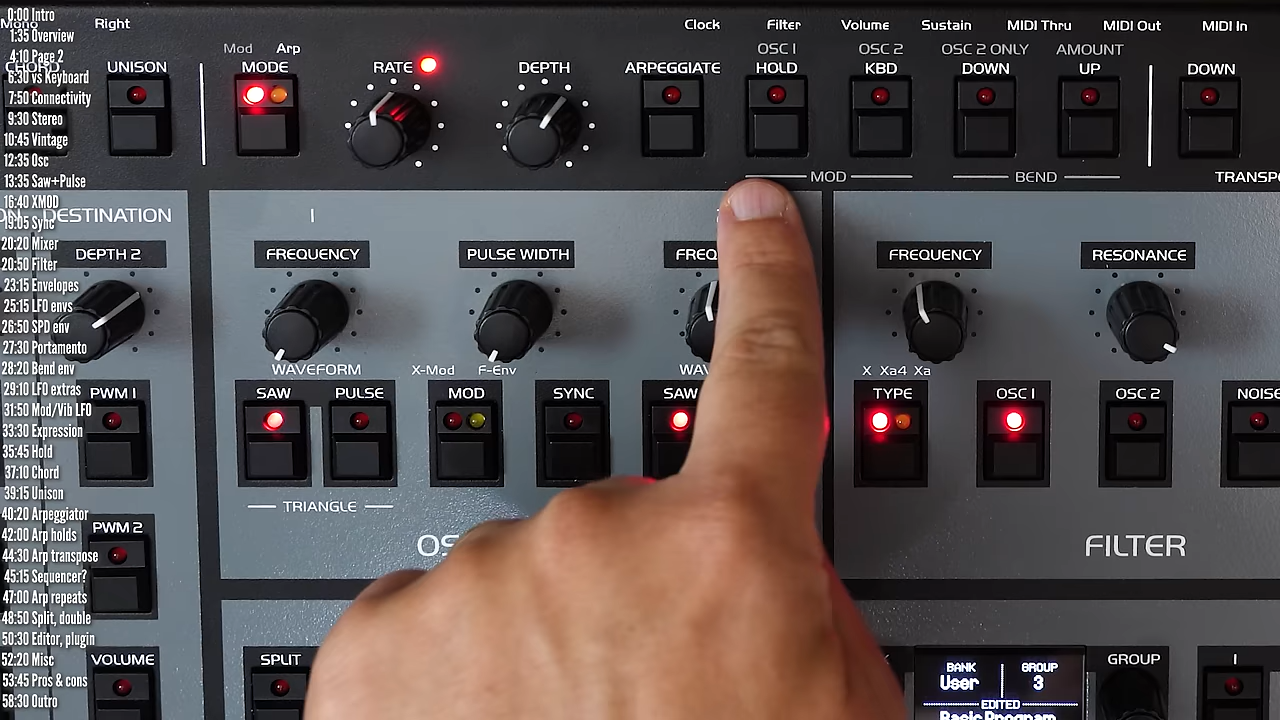 0:00 Intro
1:35 Overview
4:10 Page 2
6:30 vs Keyboard
7:50 Connectivity
9:30 Stereo
10:45 Vintage
12:35 Osc
13:35 Saw+Pulse
16:40 XMOD
19:05 Sync
20:20 Mixer
20:50 Filter
23:15 Envelopes
25:15 LFO envs
26:50 SPD env
27:30 Portamento
28:20 Bend env
29:10 LFO extras
31:50 Mod/Vib LFO
33:30 Expression
35:45 Hold
37:10 Chord
39:15 Unison
40:20 Arpeggiator
42:00 Arp holds
44:30 Arp transpose
45:15 Sequencer?
47:00 Arp repeats
48:50 Split, double
50:30 Editor, plugin
52:20 Misc
53:45 Pros & cons
58:30 Outro
Mono Right Clock Filter Volume Sustain MIDI Thru MIDI Out MIDI In
Mod Arp OSC 1 OSC 2 OSC 2 ONLY AMOUNT
CHORD UNISON MODE RATE DEPTH ARPEGGIATE HOLD KBD DOWN UP DOWN
MOD BEND
DESTINATION I
DEPTH 2 FREQUENCY PULSE WIDTH FREQ FREQUENCY RESONANCE
WAVEFORM X-Mod F-Env X Xa4 Xa
PWM 1 SAW PULSE MOD SYNC SAW TYPE OSC 1 OSC 2 NOISE
TRIANGLE
PWM 2
FILTER
VOLUME SPLIT BANK GROUP GROUP I
User 3
EDITED
Basic Program